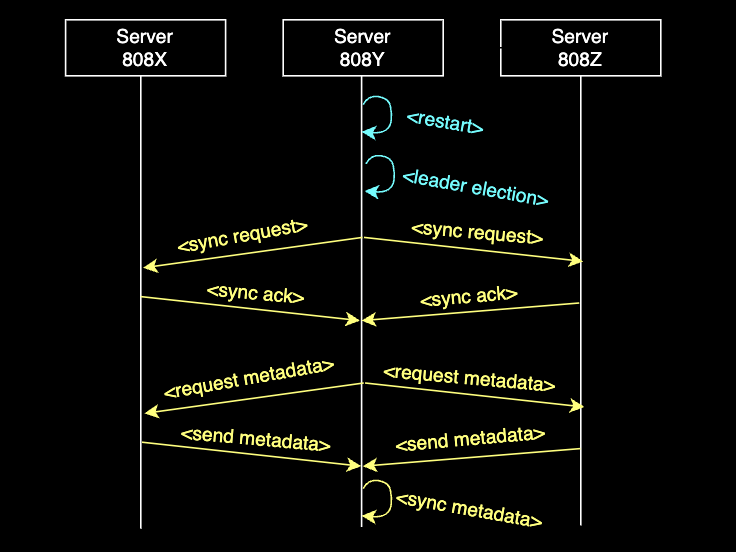 Server
808X
Server
808Y
Server
808Z
<restart>
<leader election>
<sync request>
<sync request>
<sync ack>
<sync ack>
<request metadata>
<request metadata>
<send metadata>
<send metadata>
<sync metadata>